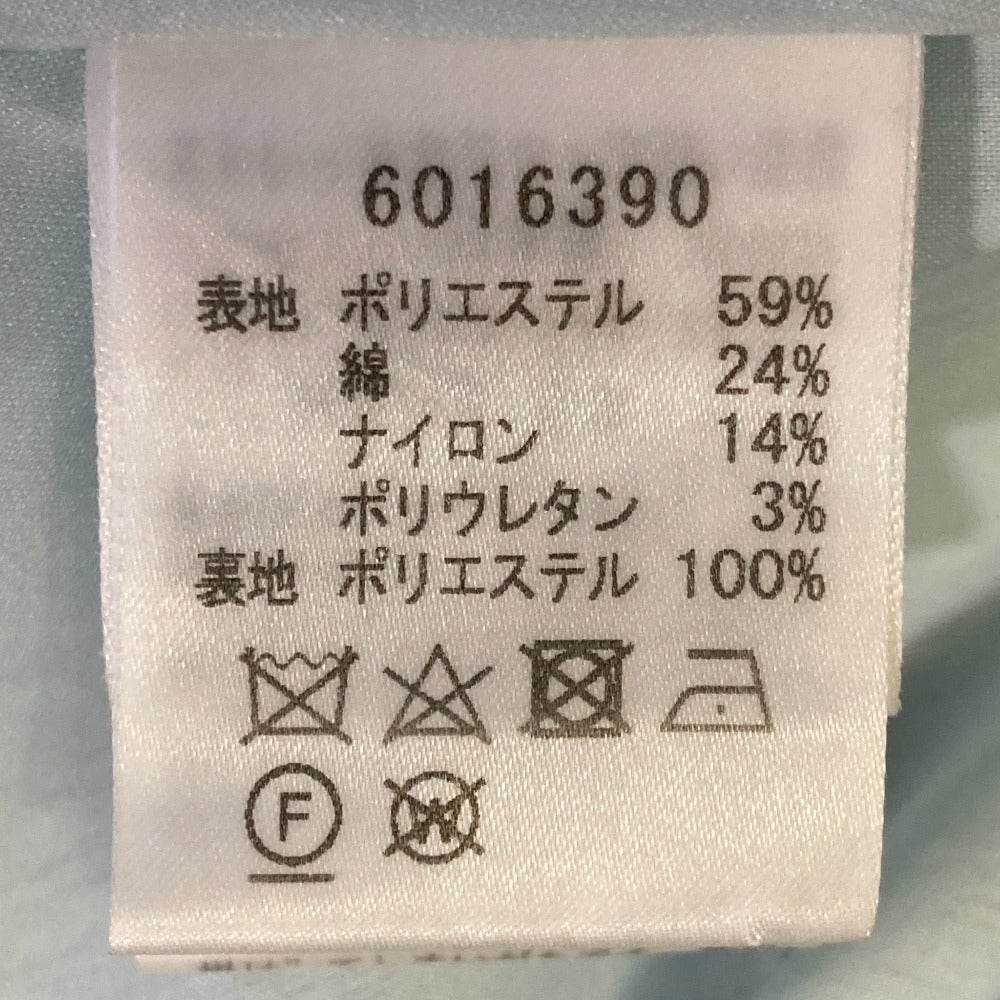 6016390
表地 ポリエステル 59%
綿 24%
ナイロン 14%
ポリウレタン 3%
裏地 ポリエステル 100%
F
W